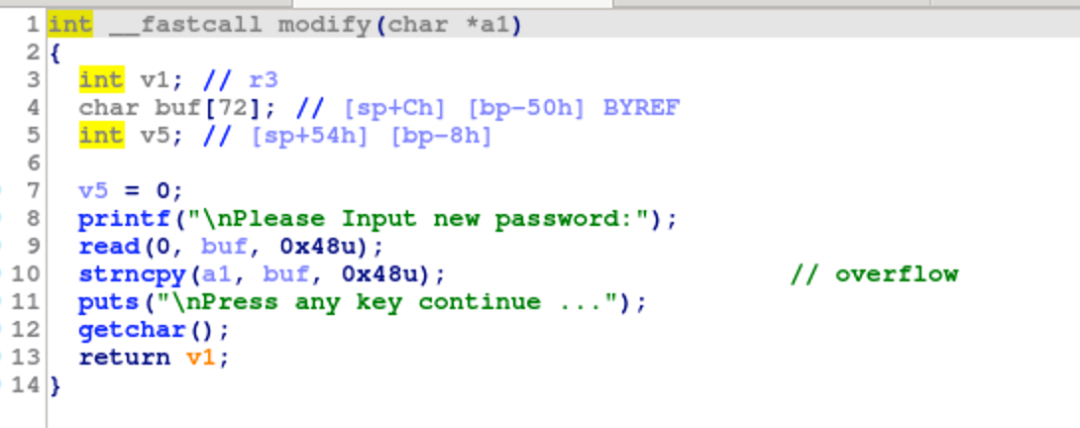 1 int __fastcall modify(char *a1)
2 {
3 int v1; // r3
4 char buf[72]; // [sp+Ch] [bp-50h] BYREF
5 int v5; // [sp+54h] [bp-8h]
6
7 v5 = 0;
8 printf("\nPlease Input new password:");
9 read(0, buf, 0x48u);
10 strncpy(a1, buf, 0x48u); // overflow
11 puts("\nPress any key continue ...");
12 getchar();
13 return v1;
14 }